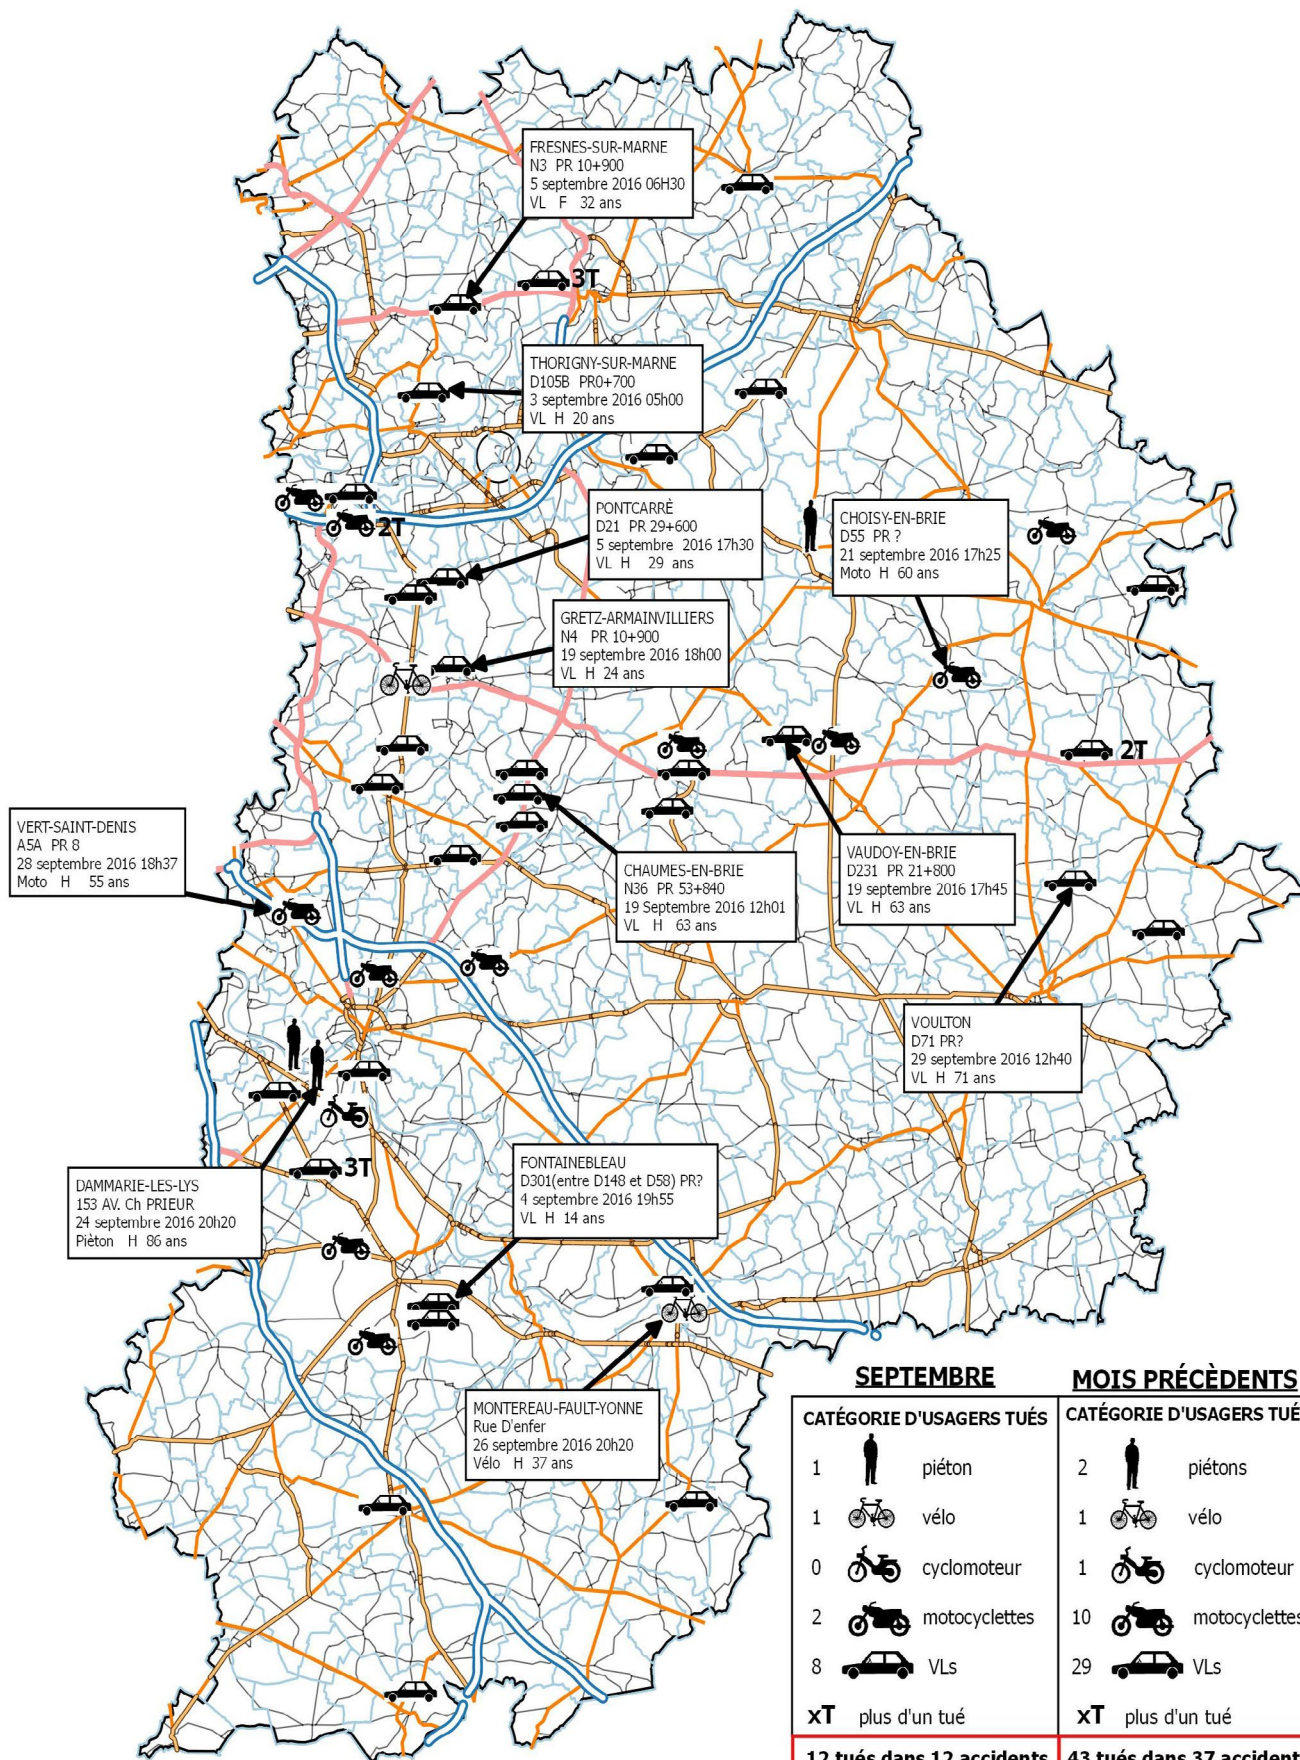 FRESNES-SUR-MARNE
N3 PR 10+900
5 septembre 2016 06H30
VL F 32 ans
3T
THORIGNY-SUR-MARNE
D105B PR0+700
3 septembre 2016 05h00
VL H 20 ans
2T
PONTCARRÈ
D21 PR 29+600
5 septembre 2016 17h30
VL H 29 ans
CHOISY-EN-BRIE
D55 PR ?
21 septembre 2016 17h25
Moto H 60 ans
GRETZ-ARMAINVILLIERS
N4 PR 10+900
19 septembre 2016 18h00
VL H 24 ans
2T
VERT-SAINT-DENIS
A5A PR 8
28 septembre 2016 18h37
Moto H 55 ans
CHAUMES-EN-BRIE
N36 PR 53+840
19 Septembre 2016 12h01
VL H 63 ans
VAUDOY-EN-BRIE
D231 PR 21+800
19 septembre 2016 17h45
VL H 63 ans
VOULTON
D71 PR?
29 septembre 2016 12h40
VL H 71 ans
3T
DAMMARIE-LES-LYS
153 AV. Ch PRIEUR
24 septembre 2016 20h20
Pièton H 86 ans
FONTAINEBLEAU
D301(entre D148 et D58) PR?
4 septembre 2016 19h55
VL H 14 ans
MONTEREAU-FAULT-YONNE
Rue D'enfer
26 septembre 2016 20h20
Vélo H 37 ans
SEPTEMBRE
CATÉGORIE D'USAGERS TUÉS
1 piéton
1 vélo
0 cyclomoteur
2 motocyclettes
8 VLs
xT plus d'un tué
12 tués dans 12 accidents
MOIS PRÉCÈDENTS
CATÉGORIE D'USAGERS TUÉ
2 piétons
1 vélo
1 cyclomoteur
10 motocyclettes
29 VLs
xT plus d'un tué
43 tués dans 37 accident